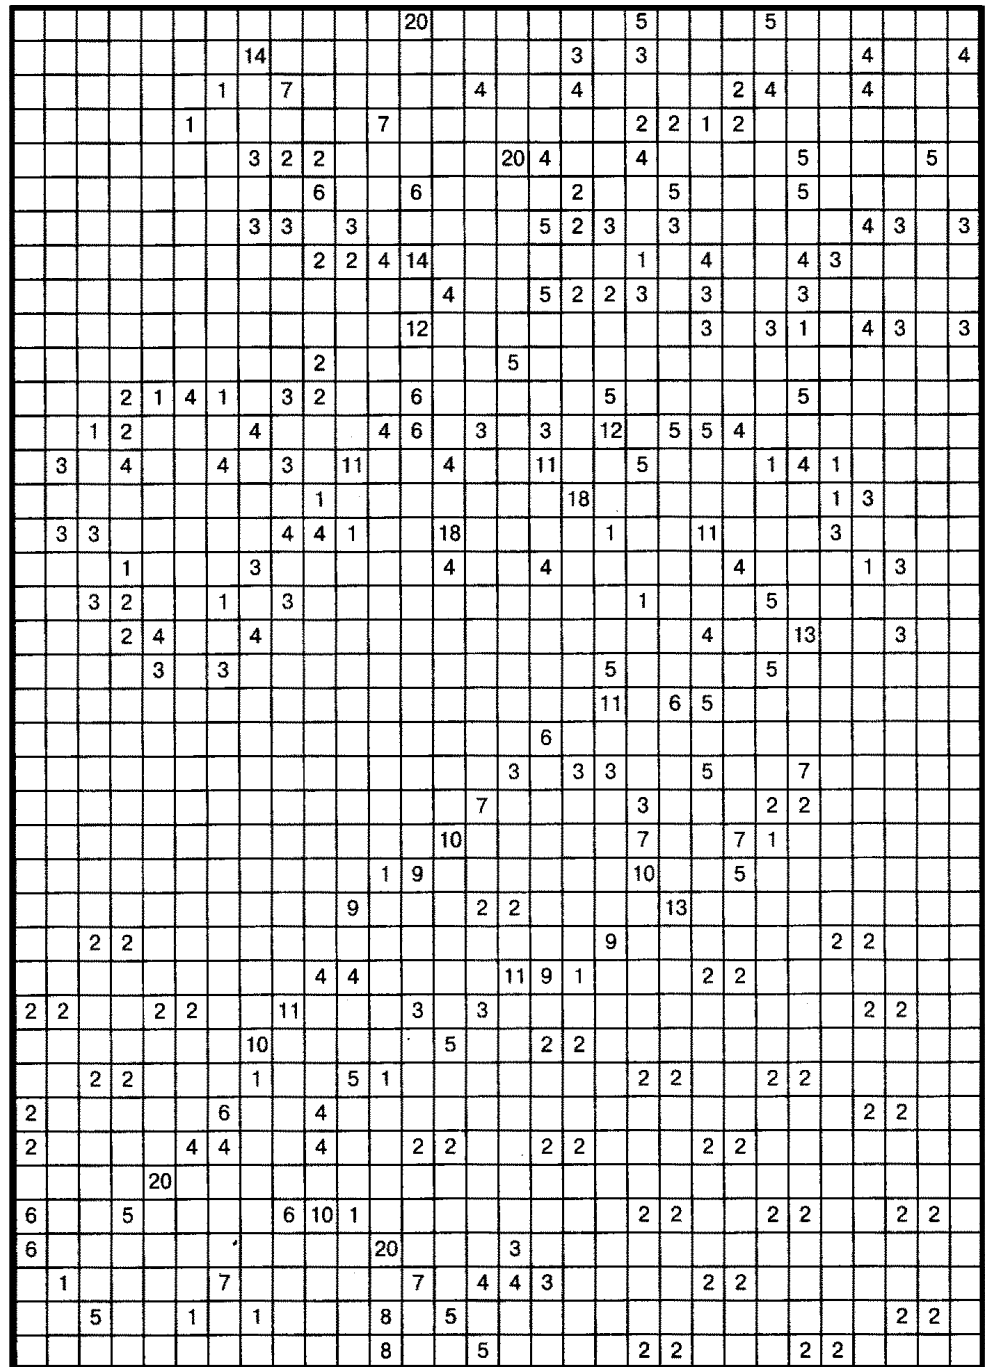 20 5 5
14 3 3 4 4
1 7 4 4 2 4 4
1 7 2 2 1 2
3 2 2 20 4 4 5 5
6 6 2 5 5
3 3 3 5 2 3 3 4 3 3
2 2 4 14 1 4 4 3
4 5 2 2 3 3 3
12 3 3 1 4 3 3
2 5
2 1 4 1 3 2 6 5 5
1 2 4 4 6 3 3 12 5 5 4
3 4 4 3 11 4 11 5 1 4 1
1 18 1 3
3 3 4 4 1 18 1 11 3
1 3 4 4 4 1 3
3 2 1 3 1 5
2 4 4 4 13 3
3 3 5 5
11 6 5
6
3 3 3 5 7
7 3 2 2
10 7 7 1
1 9 10 5
9 2 2 13
2 2 9 2 2
4 4 11 9 1 2 2
2 2 2 2 11 3 3 2 2
10 5 2 2
2 2 1 5 1 2 2 2 2
2 6 4 2 2
2 4 4 4 2 2 2 2 2 2
20
6 5 6 10 1 2 2 2 2 2 2
6 20 3
1 7 7 4 4 3 2 2
5 1 1 8 5 2 2
8 5 2 2 2 2